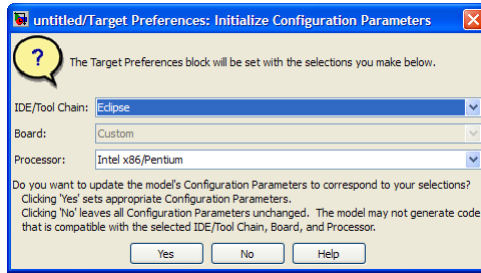 untitled/Target Preferences: Initialize Configuration Parameters
?
The Target Preferences block will be set with the selections you make below.
IDE/Tool Chain: Eclipse
Board: Custom
Processor: Intel x86/Pentium
Do you want to update the model's Configuration Parameters to correspond to your selections?
Clicking 'Yes' sets appropriate Configuration Parameters.
Clicking 'No' leaves all Configuration Parameters unchanged. The model may not generate code
that is compatible with the selected IDE/Tool Chain, Board, and Processor.
Yes No Help